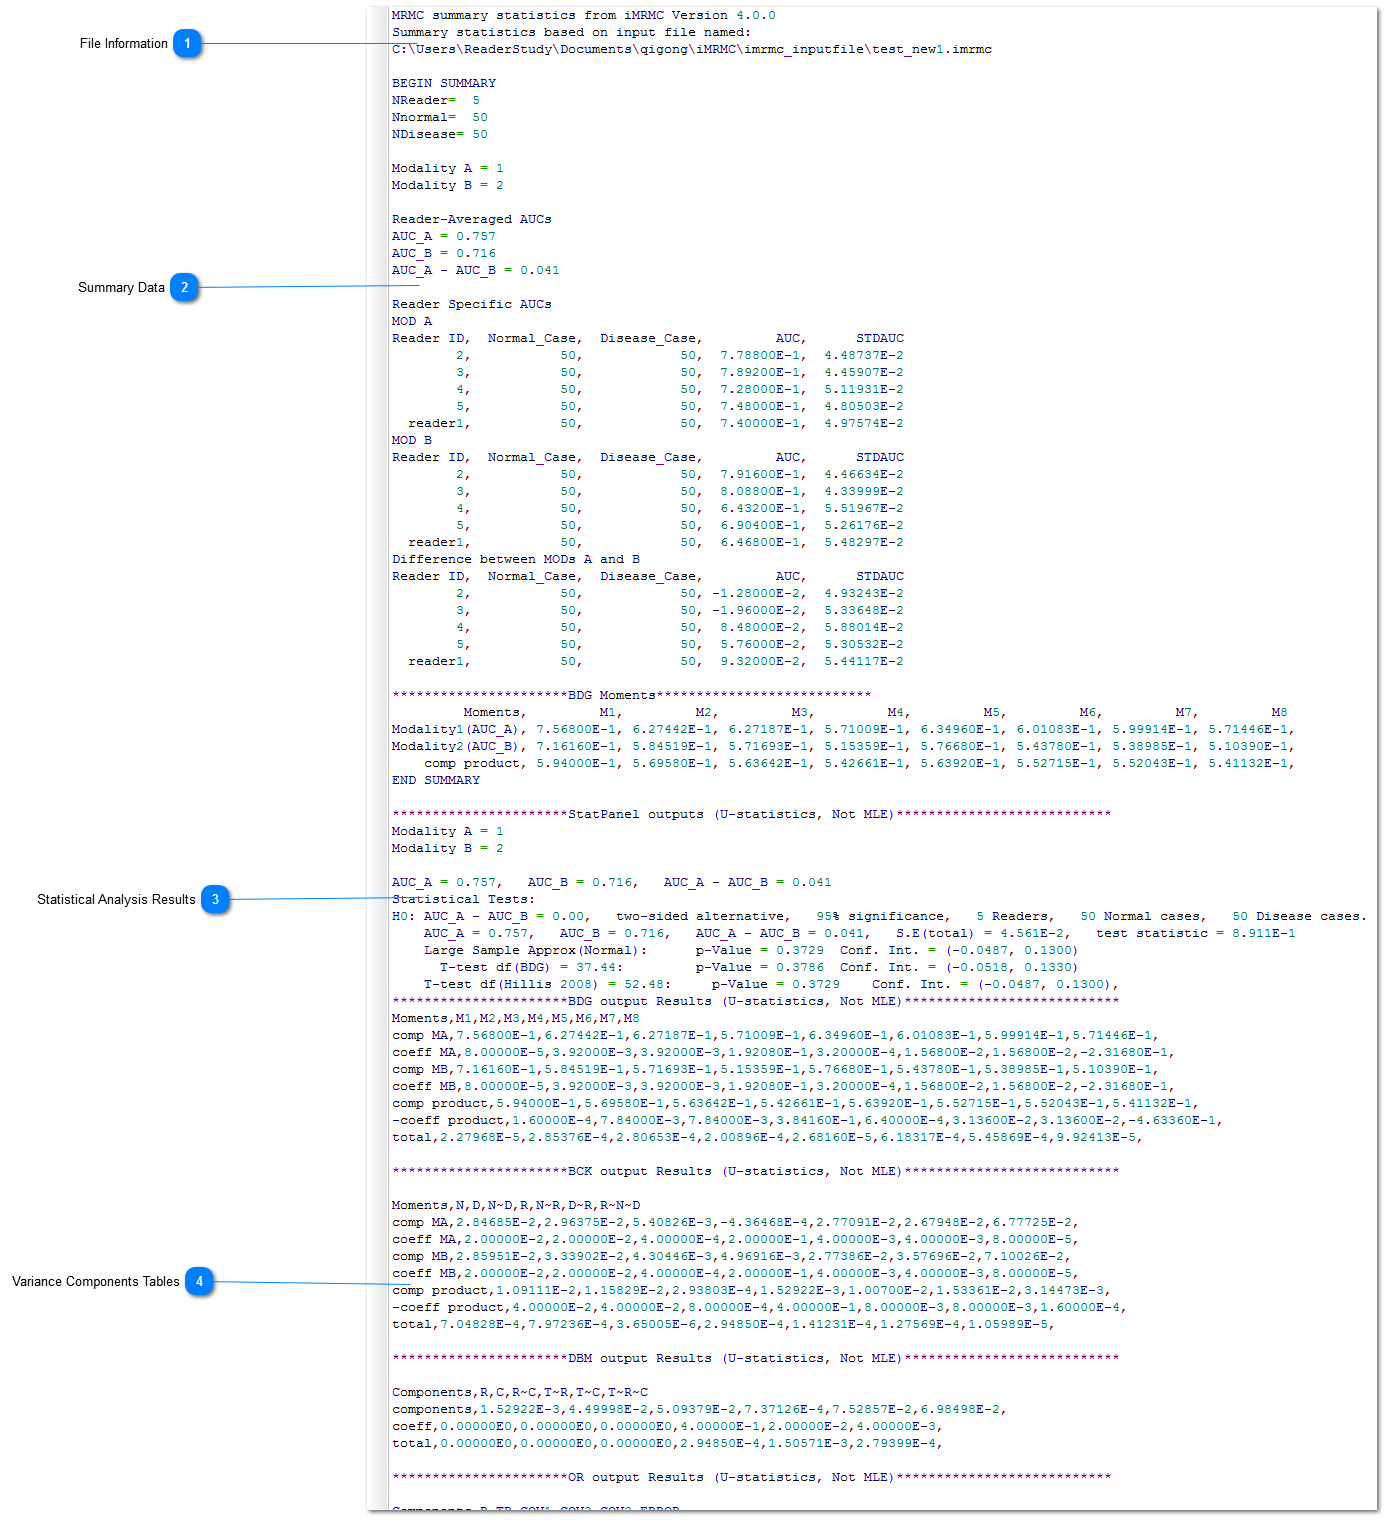 File Information 1
Summary Data 2
Statistical Analysis Results 3
Variance Components Tables 4
MRMC summary statistics from iMRMC Version 4.0.0
Summary statistics based on input file named:
C:\Users\ReaderStudy\Documents\qigong\iMRMC\imrmc_inputfile\test_new1.imrmc
BEGIN SUMMARY
NReader=  5
Nnormal=  50
NDisease= 50
Modality A = 1
Modality B = 2
Reader-Averaged AUCs
AUC_A = 0.757
AUC_B = 0.716
AUC_A - AUC_B = 0.041
Reader Specific AUCs
MOD A
Reader ID,  Normal_Case,  Disease_Case,         AUC,      STDAUC
2,           50,            50,  7.78800E-1,  4.48737E-2
3,           50,            50,  7.89200E-1,  4.45907E-2
4,           50,            50,  7.28000E-1,  5.11931E-2
5,           50,            50,  7.48000E-1,  4.80503E-2
reader1,           50,            50,  7.40000E-1,  4.97574E-2
MOD B
Reader ID,  Normal_Case,  Disease_Case,         AUC,      STDAUC
2,           50,            50,  7.91600E-1,  4.46634E-2
3,           50,            50,  8.08800E-1,  4.33999E-2
4,           50,            50,  6.43200E-1,  5.51967E-2
5,           50,            50,  6.90400E-1,  5.26176E-2
reader1,           50,            50,  6.46800E-1,  5.48297E-2
Difference between MODs A and B
Reader ID,  Normal_Case,  Disease_Case,         AUC,      STDAUC
2,           50,            50, -1.28000E-2,  4.93243E-2
3,           50,            50, -1.96000E-2,  5.33648E-2
4,           50,            50,  8.48000E-2,  5.88014E-2
5,           50,            50,  5.76000E-2,  5.30532E-2
reader1,           50,            50,  9.32000E-2,  5.44117E-2
**********************BDG Moments***************************
Moments,         M1,         M2,         M3,         M4,         M5,         M6,         M7,         M8
Modality1(AUC_A), 7.56800E-1, 6.27442E-1, 6.27187E-1, 5.71009E-1, 6.34960E-1, 6.01083E-1, 5.99914E-1, 5.71446E-1,
Modality2(AUC_B), 7.16160E-1, 5.84519E-1, 5.71693E-1, 5.15359E-1, 5.76680E-1, 5.43780E-1, 5.38985E-1, 5.10390E-1,
comp product, 5.94000E-1, 5.69580E-1, 5.63642E-1, 5.42661E-1, 5.63920E-1, 5.52715E-1, 5.52043E-1, 5.41132E-1,
END SUMMARY
**********************StatPanel outputs (U-statistics, Not MLE)***************************
Modality A = 1
Modality B = 2
AUC_A = 0.757,   AUC_B = 0.716,   AUC_A - AUC_B = 0.041
Statistical Tests:
H0: AUC_A - AUC_B = 0.00,   two-sided alternative,   95% significance,   5 Readers,   50 Normal cases,   50 Disease cases.
AUC_A = 0.757,   AUC_B = 0.716,   AUC_A - AUC_B = 0.041,   S.E(total) = 4.561E-2,   test statistic = 8.911E-1
Large Sample Approx(Normal):      p-Value = 0.3729  Conf. Int. = (-0.0487, 0.1300)
T-test df(BDG) = 37.44:         p-Value = 0.3786  Conf. Int. = (-0.0518, 0.1330)
T-test df(Hillis 2008) = 52.48:     p-Value = 0.3729    Conf. Int. = (-0.0487, 0.1300),
**********************BDG output Results (U-statistics, Not MLE)***************************
Moments,M1,M2,M3,M4,M5,M6,M7,M8
comp MA,7.56800E-1,6.27442E-1,6.27187E-1,5.71009E-1,6.34960E-1,6.01083E-1,5.99914E-1,5.71446E-1,
coeff MA,8.00000E-5,3.92000E-3,3.92000E-3,1.92080E-1,3.20000E-4,1.56800E-2,1.56800E-2,-2.31680E-1,
comp MB,7.16160E-1,5.84519E-1,5.71693E-1,5.15359E-1,5.76680E-1,5.43780E-1,5.38985E-1,5.10390E-1,
coeff MB,8.00000E-5,3.92000E-3,3.92000E-3,1.92080E-1,3.20000E-4,1.56800E-2,1.56800E-2,-2.31680E-1,
comp product,5.94000E-1,5.69580E-1,5.63642E-1,5.42661E-1,5.63920E-1,5.52715E-1,5.52043E-1,5.41132E-1,
-coeff product,1.60000E-4,7.84000E-3,7.84000E-3,3.84160E-1,6.40000E-4,3.13600E-2,3.13600E-2,-4.63360E-1,
total,2.27968E-5,2.85376E-4,2.80653E-4,2.00896E-4,2.68160E-5,6.18317E-4,5.45869E-4,9.92413E-5,
**********************BCK output Results (U-statistics, Not MLE)***************************
Moments,N,D,N~D,R,N~R,D~R,R~N~D
comp MA,2.84685E-2,2.96375E-2,5.40826E-3,-4.36468E-4,2.77091E-2,2.67948E-2,6.77725E-2,
coeff MA,2.00000E-2,2.00000E-2,4.00000E-4,2.00000E-1,4.00000E-3,4.00000E-3,8.00000E-5,
comp MB,2.85951E-2,3.33902E-2,4.30446E-3,4.96916E-3,2.77386E-2,3.57696E-2,7.10026E-2,
coeff MB,2.00000E-2,2.00000E-2,4.00000E-4,2.00000E-1,4.00000E-3,4.00000E-3,8.00000E-5,
comp product,1.09111E-2,1.15829E-2,2.93803E-4,1.52922E-3,1.00700E-2,1.53361E-2,3.14473E-3,
-coeff product,4.00000E-2,4.00000E-2,8.00000E-4,4.00000E-1,8.00000E-3,8.00000E-3,1.60000E-4,
total,7.04828E-4,7.97236E-4,3.65005E-6,2.94850E-4,1.41231E-4,1.27569E-4,1.05989E-5,
**********************DBM output Results (U-statistics, Not MLE)***************************
Components,R,C,R~C,T~R,T~C,T~R~C
components,1.52922E-3,4.49998E-2,5.09379E-2,7.37126E-4,7.52857E-2,6.98498E-2,
coeff,0.00000E0,0.00000E0,0.00000E0,4.00000E-1,2.00000E-2,4.00000E-3,
total,0.00000E0,0.00000E0,0.00000E0,2.94850E-4,1.50571E-3,2.79399E-4,
**********************OR output Results (U-statistics, Not MLE)***************************